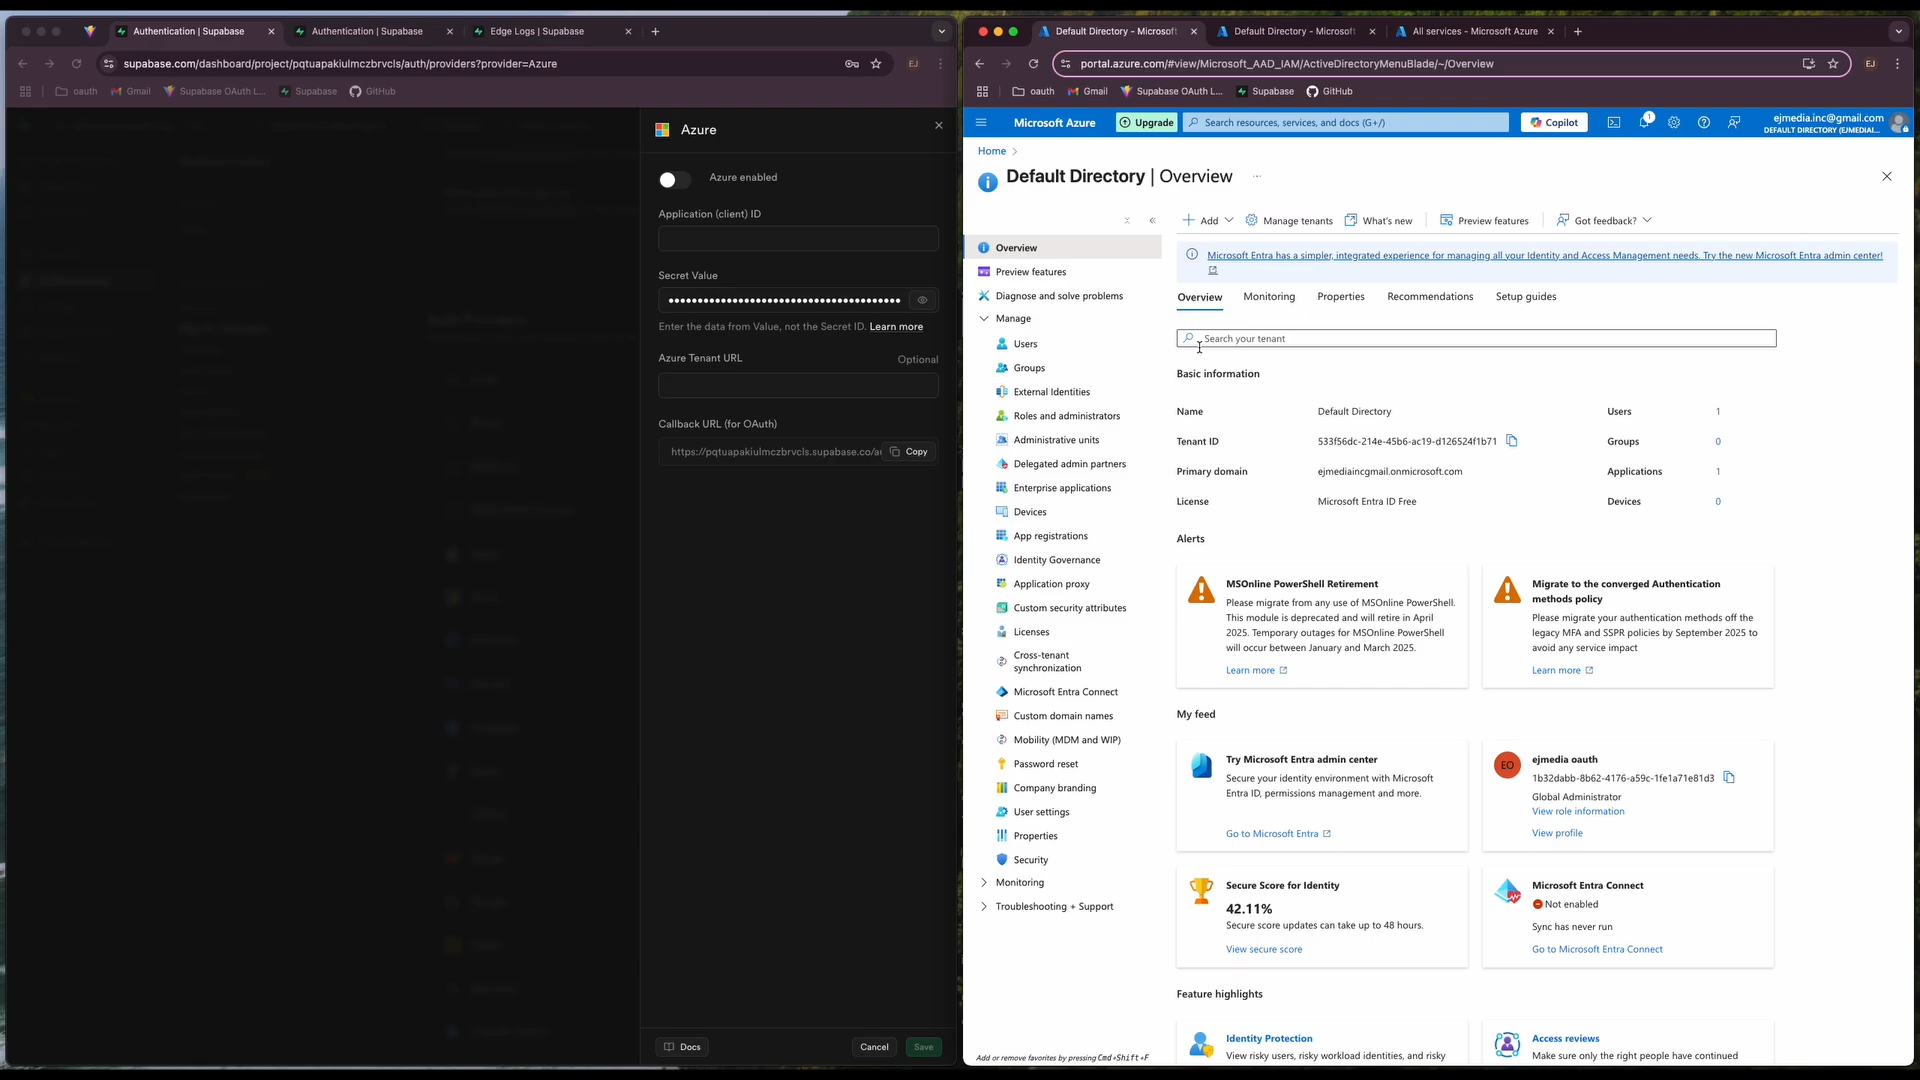 Authentication | Supabase
Authentication | Supabase
Edge Logs | Supabase
supabase.com/dashboard/project/pqtuapakiulmczbrvcls/auth/providers?provider=Azure
EJ
oauth
Gmail
Supabase OAuth L...
Supabase
GitHub
Azure
Azure enabled
Application (client) ID
Secret Value
Enter the data from Value, not the Secret ID. Learn more
Azure Tenant URL
Optional
Callback URL (for OAuth)
https://pqtuapakiulmczbrvcls.supabase.co/au
Copy
Docs
Cancel
Save
Default Directory - Microsoft
Default Directory - Microsoft
All services - Microsoft Azure
portal.azure.com/#view/Microsoft_AAD_IAM/ActiveDirectoryMenuBlade/~/Overview
EJ
oauth
Gmail
Supabase OAuth L...
Supabase
GitHub
Microsoft Azure
Upgrade
Search resources, services, and docs (G+/)
Copilot
1
ejmedia.inc@gmail.com
DEFAULT DIRECTORY (EJMEDIAI...
Home
Default Directory | Overview
...
Add
Manage tenants
What's new
Preview features
Got feedback?
Overview
Preview features
Diagnose and solve problems
Manage
Users
Groups
External Identities
Roles and administrators
Administrative units
Delegated admin partners
Enterprise applications
Devices
App registrations
Identity Governance
Application proxy
Custom security attributes
Licenses
Cross-tenant
synchronization
Microsoft Entra Connect
Custom domain names
Mobility (MDM and WIP)
Password reset
Company branding
User settings
Properties
Security
Monitoring
Troubleshooting + Support
Add or remove favorites by pressing Cmd+Shift+F
Microsoft Entra has a simpler, integrated experience for managing all your Identity and Access Management needs. Try the new Microsoft Entra admin center!
Overview
Monitoring
Properties
Recommendations
Setup guides
Search your tenant
Basic information
Name
Default Directory
Users
1
Tenant ID
533f56dc-214e-45b6-ac19-d126524f1b71
Groups
0
Primary domain
ejmediaincgmail.onmicrosoft.com
Applications
1
License
Microsoft Entra ID Free
Devices
0
Alerts
MSOnline PowerShell Retirement
Please migrate from any use of MSOnline PowerShell.
This module is deprecated and will retire in April
2025. Temporary outages for MSOnline PowerShell
will occur between January and March 2025.
Learn more
Migrate to the converged Authentication
methods policy
Please migrate your authentication methods off the
legacy MFA and SSPR policies by September 2025 to
avoid any service impact
Learn more
My feed
Try Microsoft Entra admin center
Secure your identity environment with Microsoft
Entra ID, permissions management and more.
Go to Microsoft Entra
EO
ejmedia oauth
1b32dabb-8b62-4176-a59c-1fe1a71e81d3
Global Administrator
View role information
View profile
Secure Score for Identity
42.11%
Secure score updates can take up to 48 hours.
View secure score
Microsoft Entra Connect
Not enabled
Sync has never run
Go to Microsoft Entra Connect
Feature highlights
Identity Protection
View risky users, risky workload identities, and risky
Access reviews
Make sure only the right people have continued